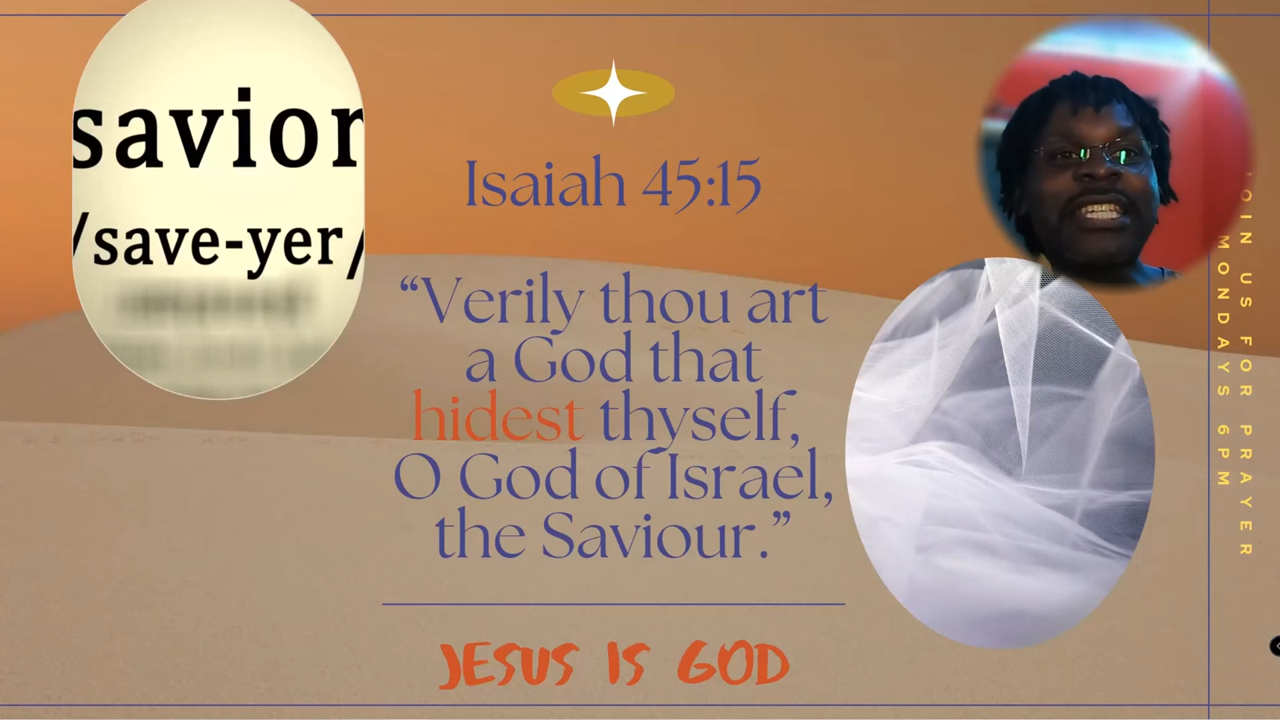 savior
/save-yer/
Isaiah 45:15
“Verily thou art
a God that
hidest thyself,
O God of Israel,
the Saviour.”
JESUS IS GOD
JOIN US FOR PRAYER
MONDAYS 6PM